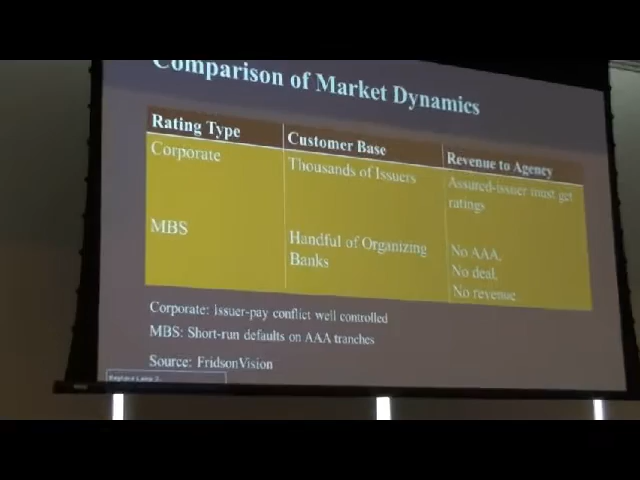 Comparison of Market Dynamics
Rating Type
Customer Base
Revenue to Agency
Corporate
Thousands of Issuers
Assured-issuer must get
ratings
MBS
Handful of Organizing
Banks
No AAA,
No deal,
No revenue
Corporate: Issuer-pay conflict well controlled
MBS: Short-run defaults on AAA tranches
Source: FridsonVision
Replace Lamp